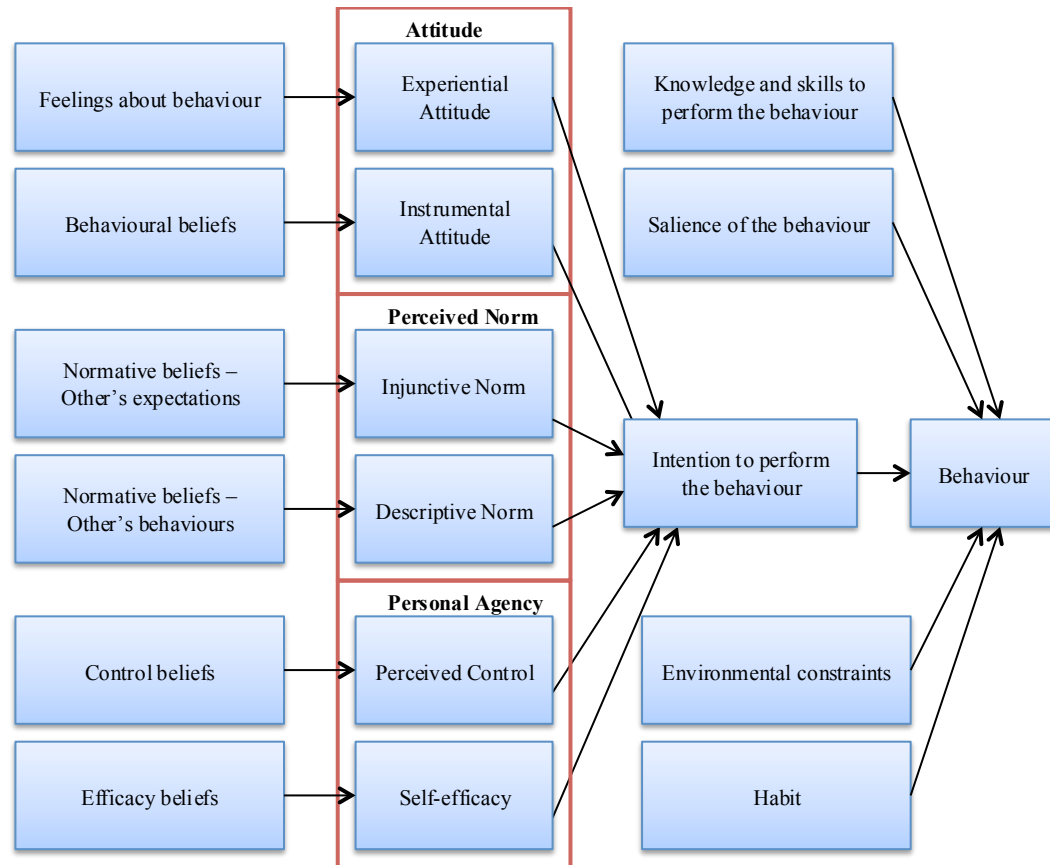 Attitude
Feelings about behaviour
Experiential
Attitude
Knowledge and skills to
perform the behaviour
Behavioural beliefs
Instrumental
Attitude
Salience of the behaviour
Perceived Norm
Normative beliefs –
Other’s expectations
Injunctive Norm
Normative beliefs –
Other’s behaviours
Descriptive Norm
Intention to perform
the behaviour
Behaviour
Personal Agency
Control beliefs
Perceived Control
Environmental constraints
Efficacy beliefs
Self-efficacy
Habit